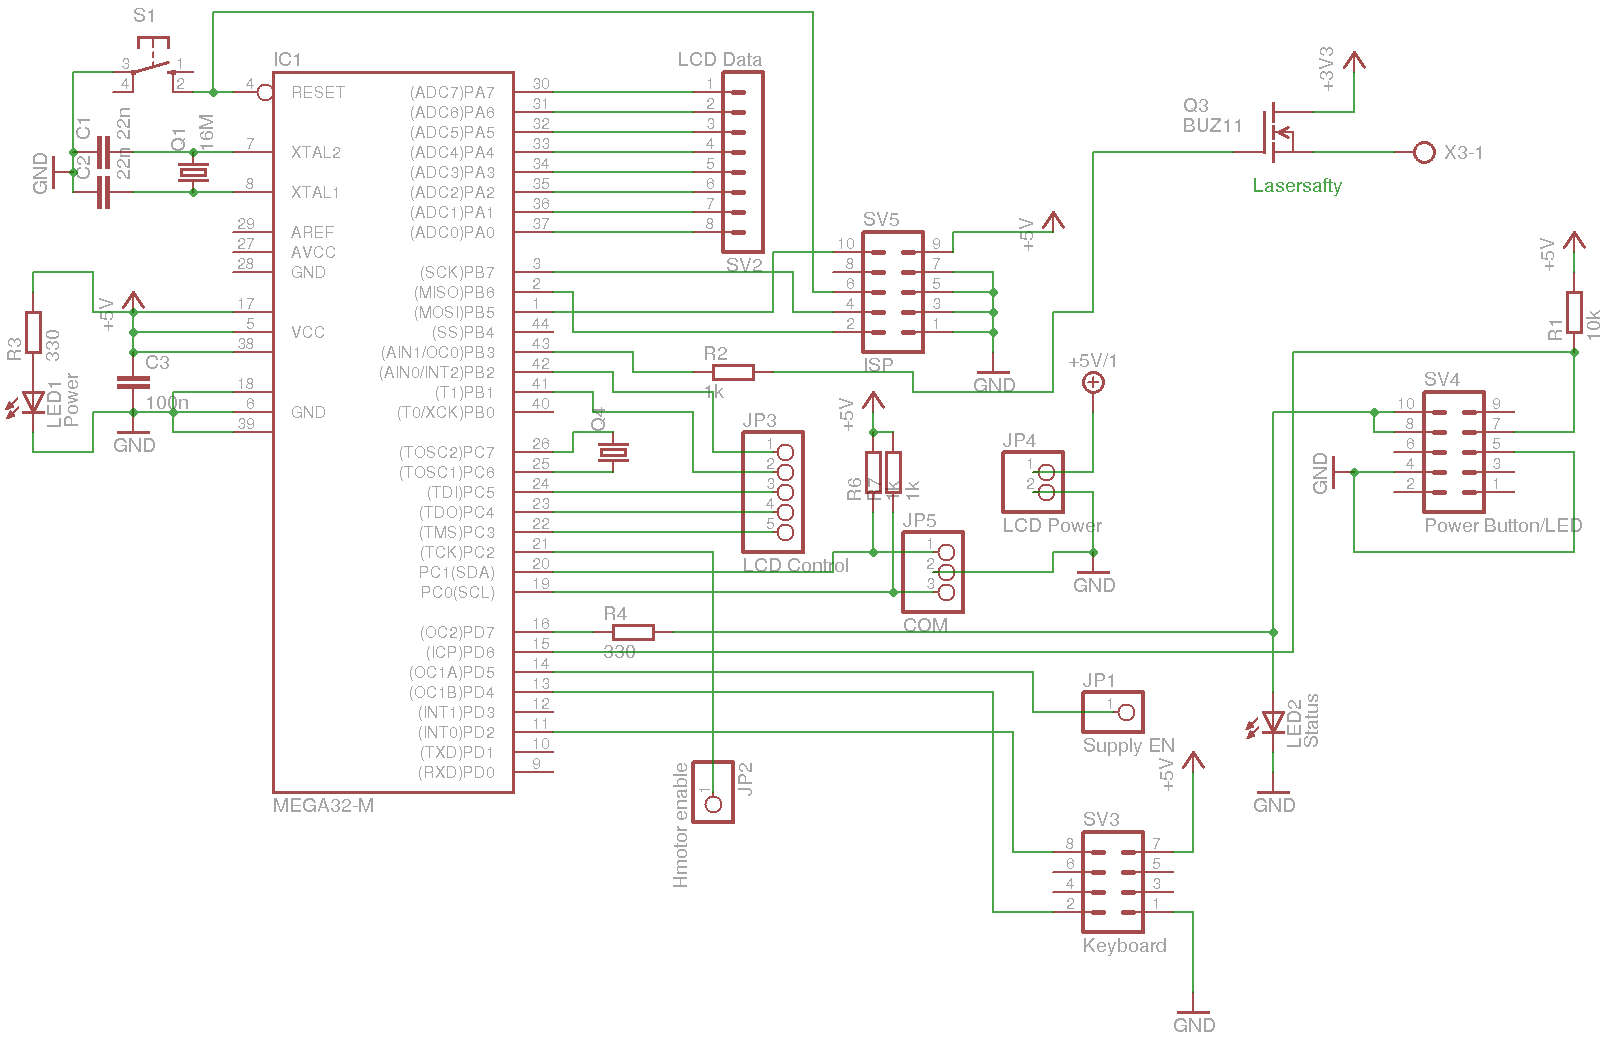 S1
3
1
4
2
IC1
4 RESET
C1
22n
C2
22n
Q1
16M
GND
7 XTAL2
8 XTAL1
29 AREF
27 AVCC
28 GND
17
5 VCC
38
18
6 GND
39
+5V
R3
330
LED1
Power
C3
100n
GND
MEGA32-M
(ADC7)PA7 30
(ADC6)PA6 31
(ADC5)PA5 32
(ADC4)PA4 33
(ADC3)PA3 34
(ADC2)PA2 35
(ADC1)PA1 36
(ADC0)PA0 37
(SCK)PB7 3
(MISO)PB6 2
(MOSI)PB5 1
(SS)PB4 44
(AIN1/OC0)PB3 43
(AIN0/INT2)PB2 42
(T1)PB1 41
(T0/XCK)PB0 40
(TOSC2)PC7 26
(TOSC1)PC6 25
(TDI)PC5 24
(TDO)PC4 23
(TMS)PC3 22
(TCK)PC2 21
PC1(SDA) 20
PC0(SCL) 19
(OC2)PD7 16
(ICP)PD6 15
(OC1A)PD5 14
(OC1B)PD4 13
(INT1)PD3 12
(INT0)PD2 11
(TXD)PD1 10
(RXD)PD0 9
LCD Data
1
2
3
4
5
6
7
8
SV2
SV5
10 9
8 7
6 5
4 3
2 1
ISP
+5V
GND
R2
1k
Q4
JP3
1
2
3
4
5
LCD Control
+5V
R6
R7
1k
1k
JP5
1
2
3
COM
+5V/1
JP4
1
2
LCD Power
GND
R4
330
JP1
1
Supply EN
Hmotor enable
1
JP2
SV3
8 7
6 5
4 3
2 1
Keyboard
+5V
GND
LED2
Status
GND
Q3
BUZ11
+3V3
X3-1
Lasersafty
+5V
R1
10k
SV4
10 9
8 7
6 5
4 3
2 1
Power Button/LED
GND